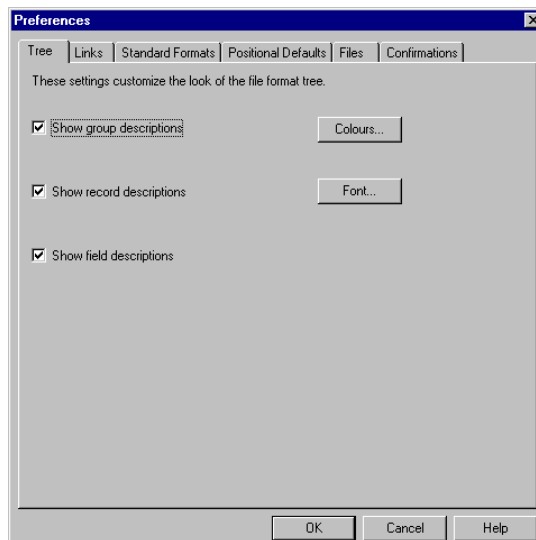 Preferences
Tree Links Standard Formats Positional Defaults Files Confirmations
These settings customize the look of the file format tree.
Show group descriptions Colours...
Show record descriptions Font...
Show field descriptions
OK Cancel Help